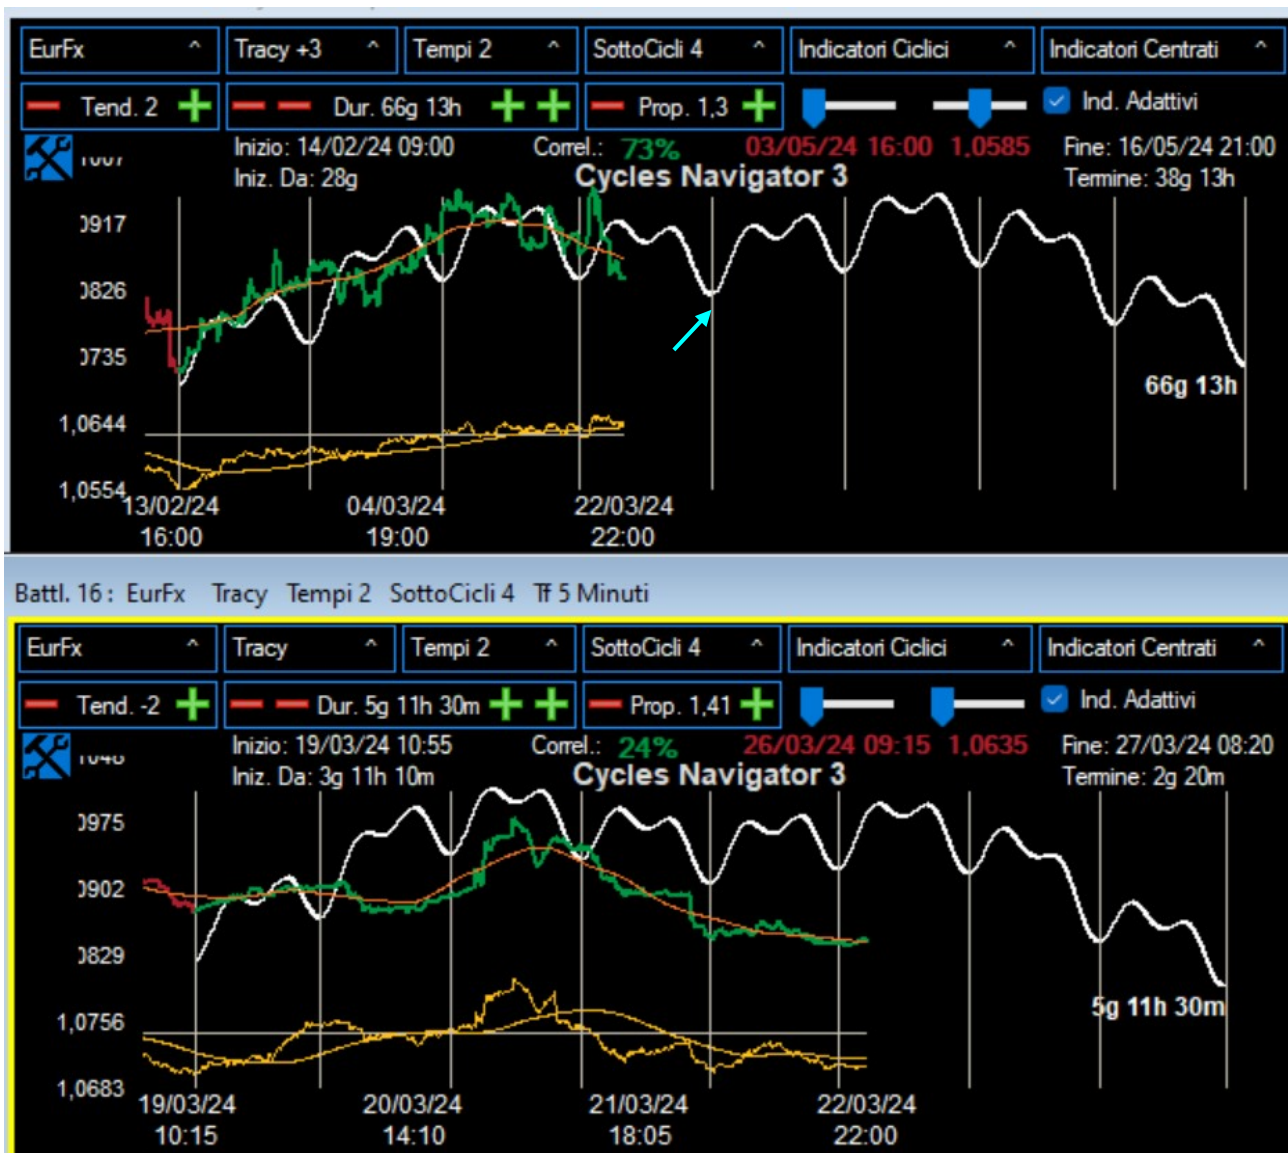 EurFx ^ Tracy +3 ^ Tempi 2 ^ SottoCicli 4 ^ Indicatori Ciclici ^ Indicatori Centrati ^
Tend. 2 Dur. 66g 13h Prop. 1,3 Ind. Adattivi
Inizio: 14/02/24 09:00 Correl.: 73% 03/05/24 16:00 1,0585 Fine: 16/05/24 21:00
Iniz. Da: 28g Cycles Navigator 3 Termine: 38g 13h
0917
0826
0735
66g 13h
1,0644
1,0554
13/02/24 04/03/24 22/03/24
16:00 19:00 22:00
Battl. 16 : EurFx Tracy Tempi 2 SottoCicli 4 Tf 5 Minuti
EurFx ^ Tracy ^ Tempi 2 ^ SottoCicli 4 ^ Indicatori Ciclici ^ Indicatori Centrati ^
Tend. -2 Dur. 5g 11h 30m Prop. 1,41 Ind. Adattivi
Inizio: 19/03/24 10:55 Correl.: 24% 26/03/24 09:15 1,0635 Fine: 27/03/24 08:20
Iniz. Da: 3g 11h 10m Cycles Navigator 3 Termine: 2g 20m
0975
0902
0829
5g 11h 30m
1,0756
1,0683
19/03/24 20/03/24 21/03/24 22/03/24
10:15 14:10 18:05 22:00